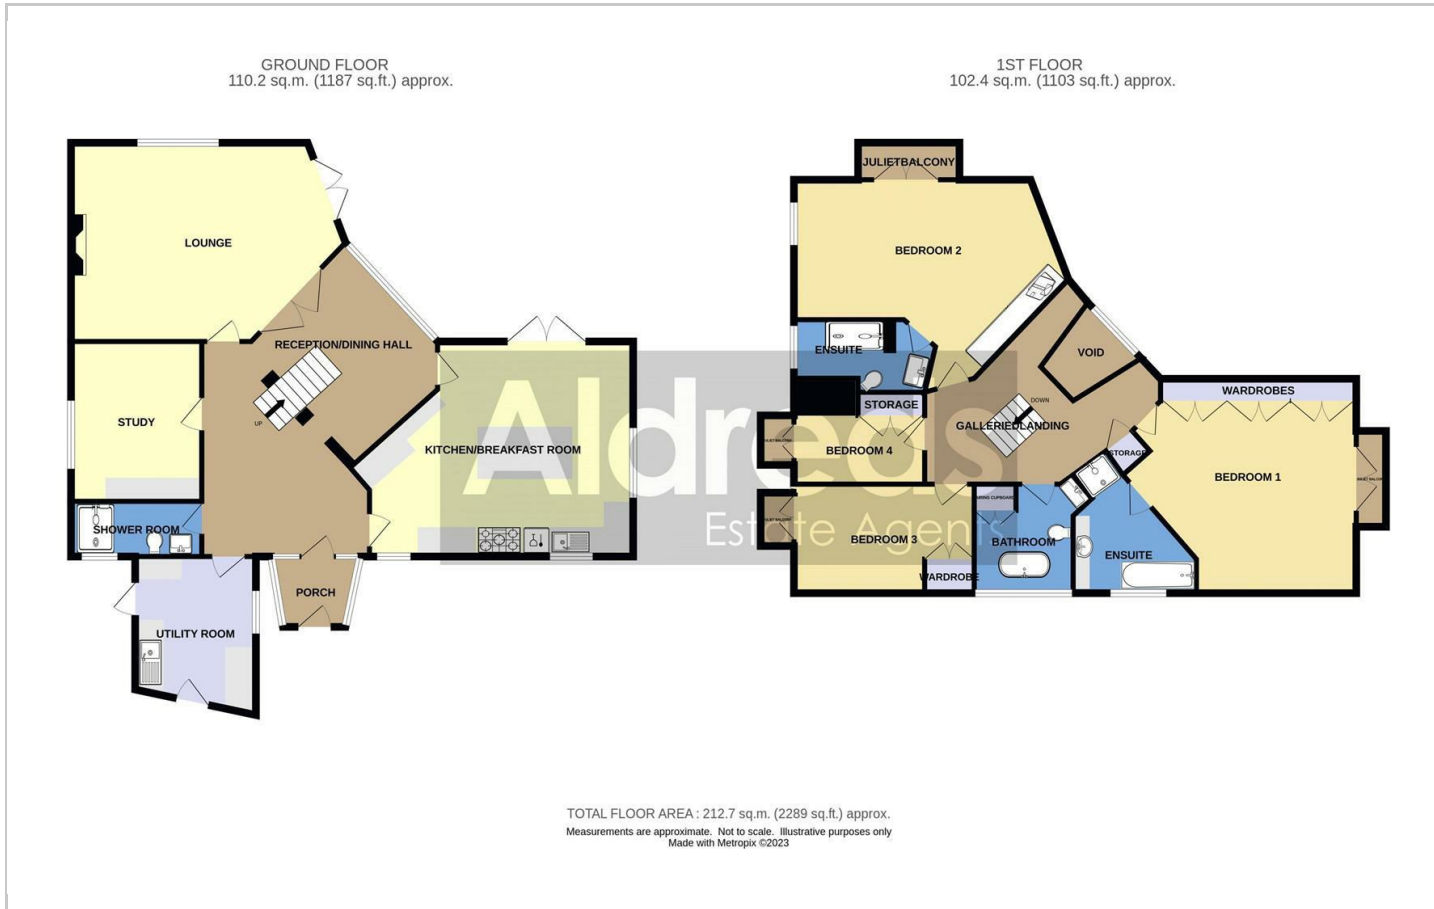 GROUND FLOOR
110.2 sq.m. (1187 sq.ft.) approx.
1ST FLOOR
102.4 sq.m. (1103 sq.ft.) approx.
LOUNGE
RECEPTION/DINING HALL
UP
STUDY
KITCHEN/BREAKFAST ROOM
SHOWER ROOM
PORCH
UTILITY ROOM
JULIETBALCONY
BEDROOM 2
ENSUITE
VOID
STORAGE
WARDROBES
DOWN
GALLERIEDLANDING
BEDROOM 4
STORAGE
BEDROOM 1
BEDROOM 3
BATHROOM
ENSUITE
WARDROBE
Aldreds
Estate Agents
TOTAL FLOOR AREA : 212.7 sq.m. (2289 sq.ft.) approx.
Measurements are approximate. Not to scale. Illustrative purposes only
Made with Metropix ©2023